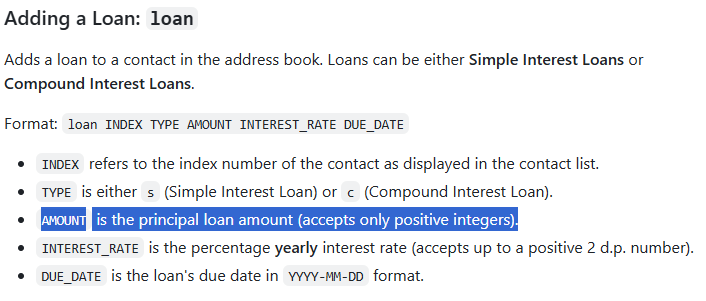 Adding a Loan: loan
Adds a loan to a contact in the address book. Loans can be either Simple Interest Loans or
Compound Interest Loans.
Format: loan INDEX TYPE AMOUNT INTEREST_RATE DUE_DATE
INDEX refers to the index number of the contact as displayed in the contact list.
TYPE is either s (Simple Interest Loan) or c (Compound Interest Loan).
AMOUNT is the principal loan amount (accepts only positive integers).
INTEREST_RATE is the percentage yearly interest rate (accepts up to a positive 2 d.p. number).
DUE_DATE is the loan's due date in YYYY-MM-DD format.